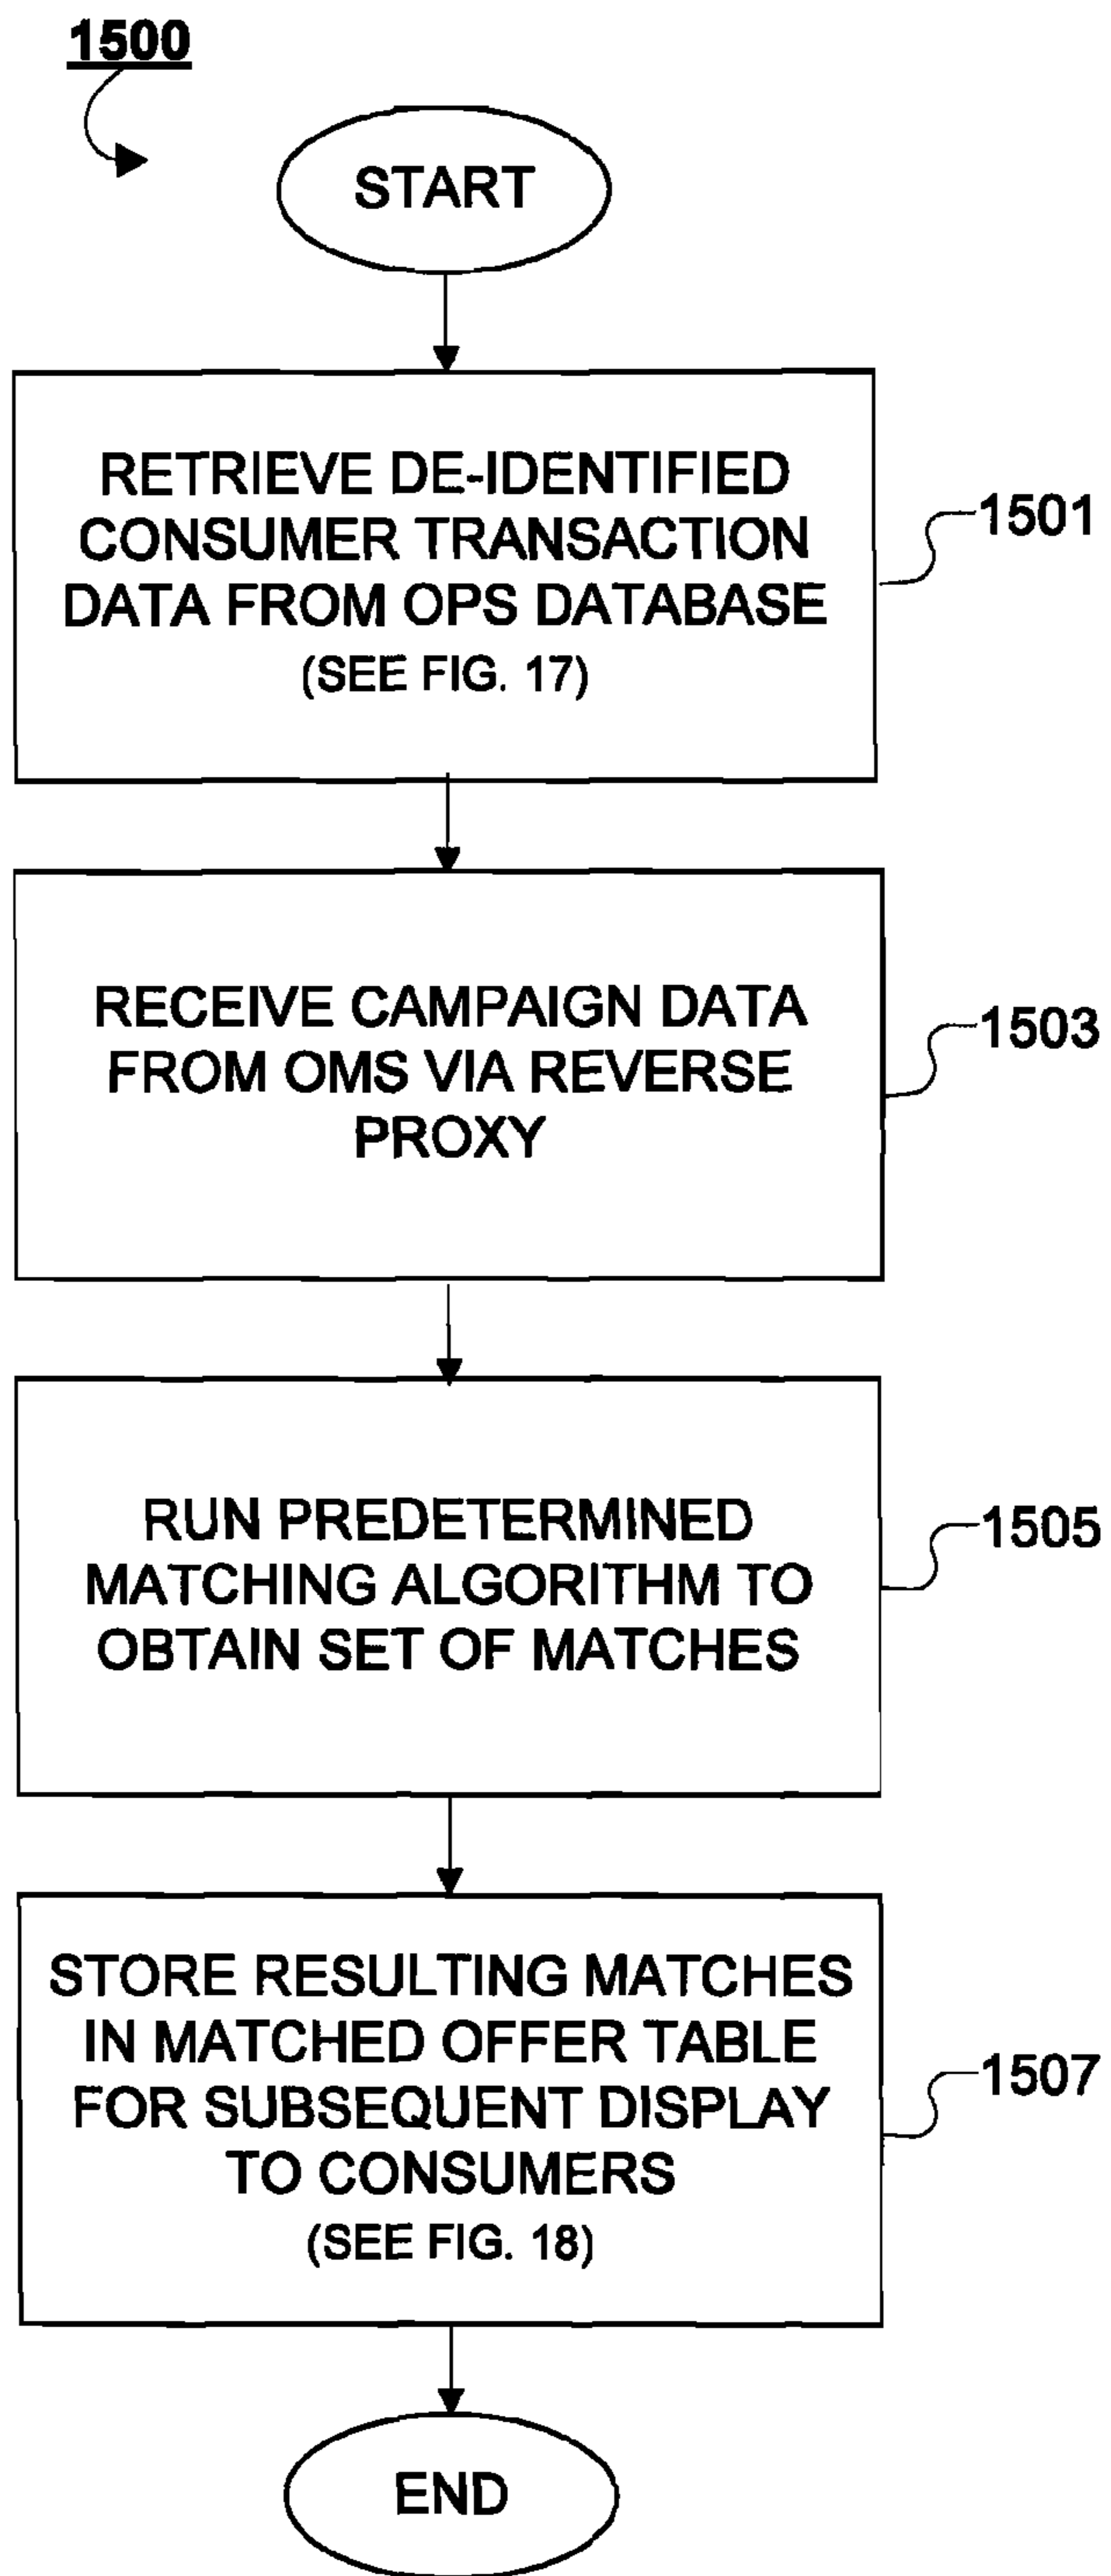 1500
START
RETRIEVE DE-IDENTIFIED
CONSUMER TRANSACTION
DATA FROM OPS DATABASE
(SEE FIG. 17)
1501
RECEIVE CAMPAIGN DATA
FROM OMS VIA REVERSE
PROXY
1503
RUN PREDETERMINED
MATCHING ALGORITHM TO
OBTAIN SET OF MATCHES
1505
STORE RESULTING MATCHES
IN MATCHED OFFER TABLE
FOR SUBSEQUENT DISPLAY
TO CONSUMERS
(SEE FIG. 18)
1507
END